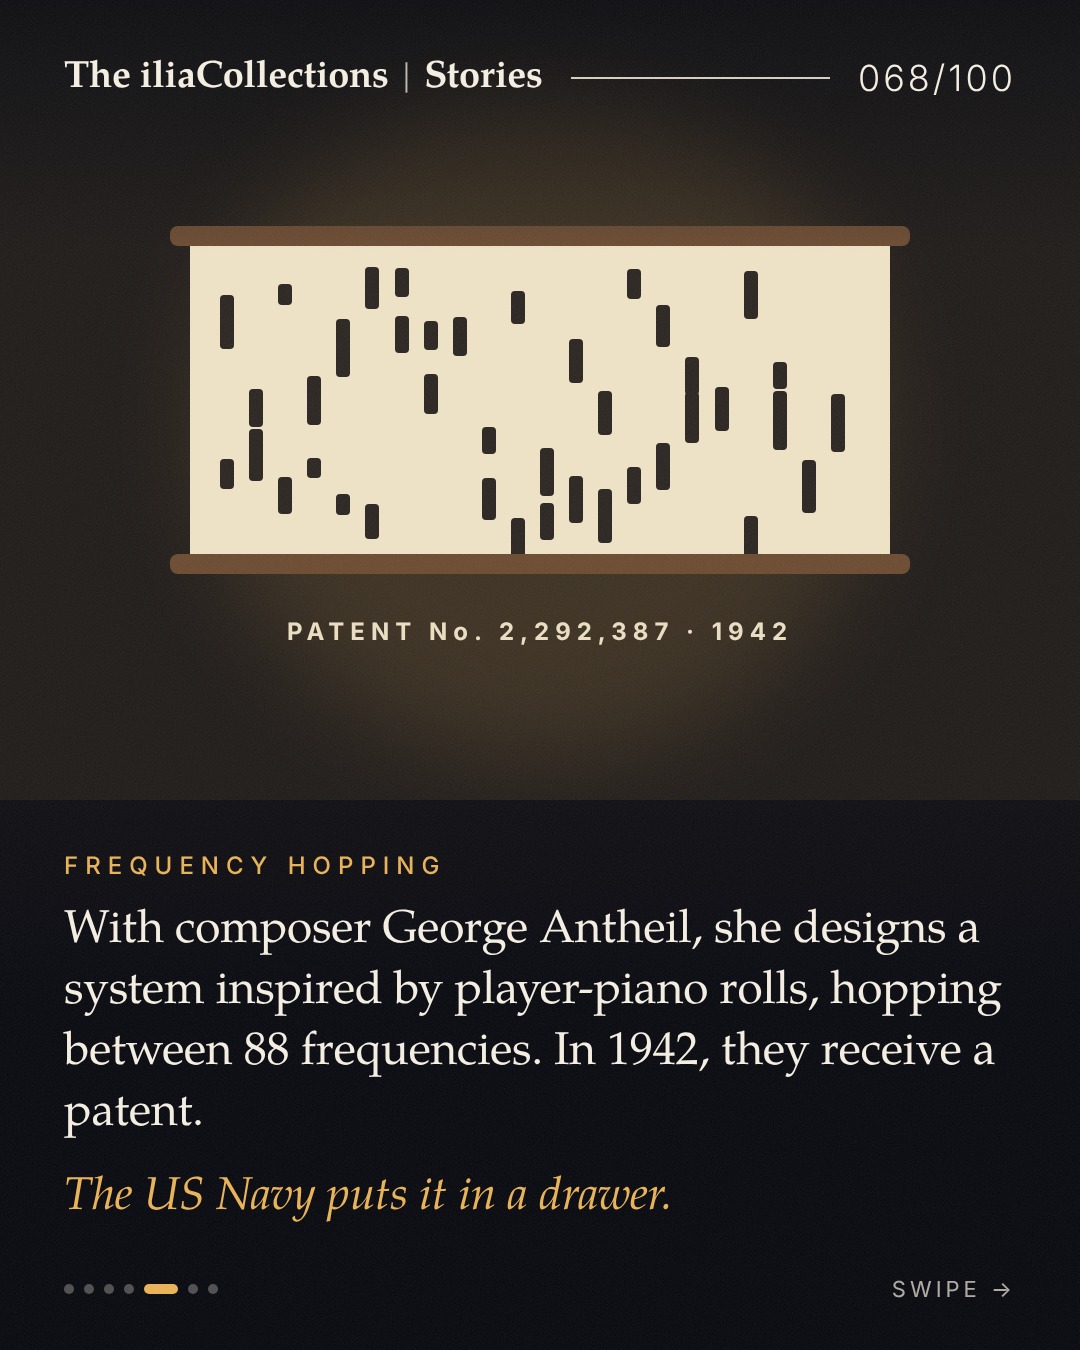 The iliaCollections | Stories 068/100
PATENT No. 2,292,387 · 1942
FREQUENCY HOPPING
With composer George Antheil, she designs a
system inspired by player-piano rolls, hopping
between 88 frequencies. In 1942, they receive a
patent.
The US Navy puts it in a drawer.
SWIPE →